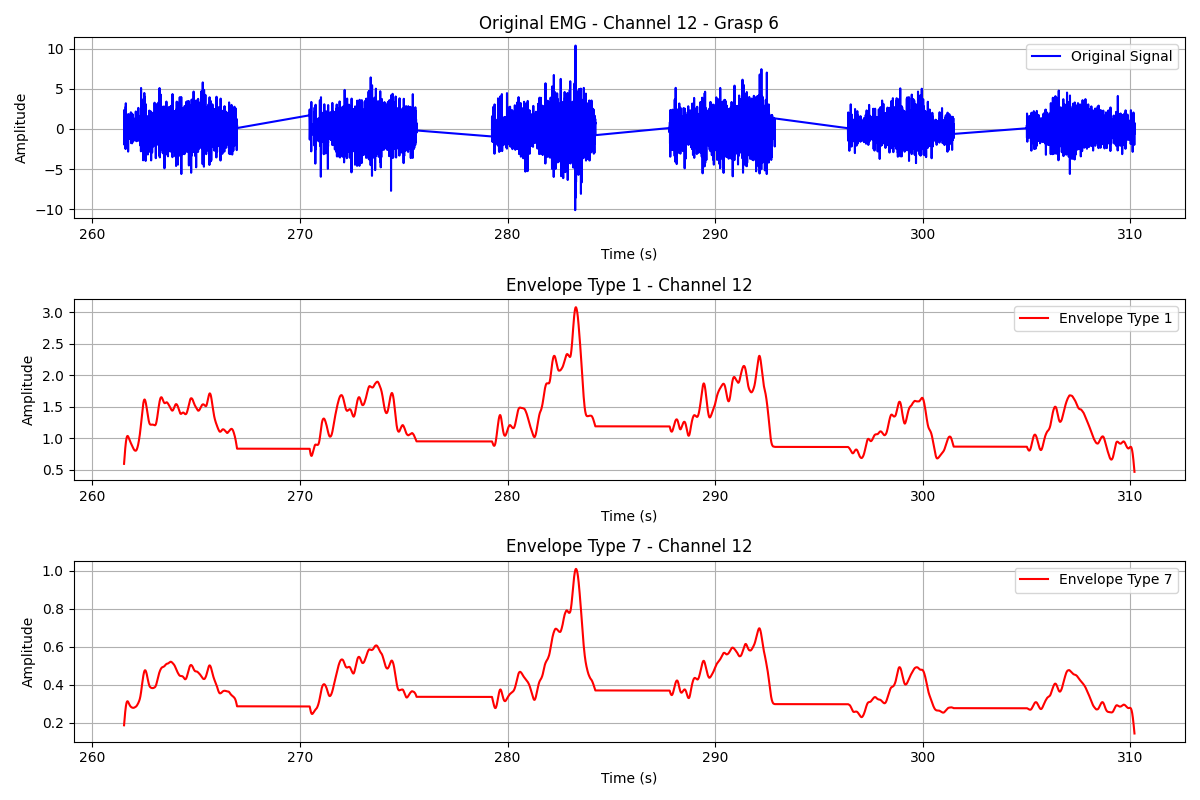 Original EMG - Channel 12 - Grasp 6
Original Signal
10
5
0
−5
−10
Amplitude
260 270 280 290 300 310
Time (s)
Envelope Type 1 - Channel 12
Envelope Type 1
3.0
2.5
2.0
1.5
1.0
0.5
Amplitude
260 270 280 290 300 310
Time (s)
Envelope Type 7 - Channel 12
Envelope Type 7
1.0
0.8
0.6
0.4
0.2
Amplitude
260 270 280 290 300 310
Time (s)